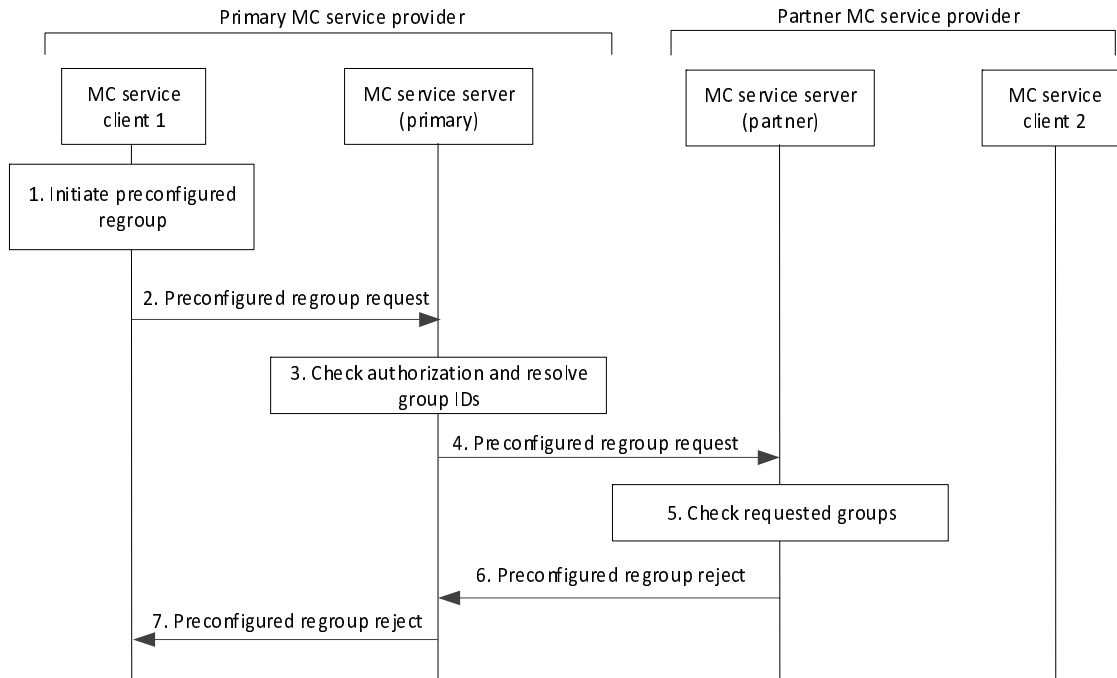 Primary MC service provider
Partner MC service provider
MC service
client 1
MC service server
(primary)
MC service server
(partner)
MC service
client 2
1. Initiate preconfigured
regroup
2. Preconfigured regroup request
3. Check authorization and resolve
group IDs
4. Preconfigured regroup request
5. Check requested groups
6. Preconfigured regroup reject
7. Preconfigured regroup reject